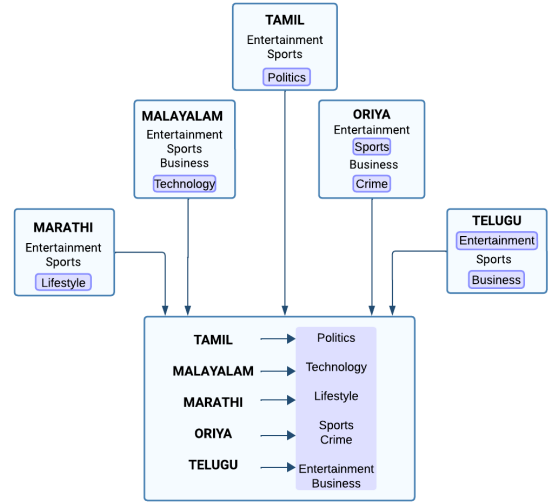 TAMIL
Entertainment
Sports
Politics
MALAYALAM
Entertainment
Sports
Business
Technology
ORIYA
Entertainment
Sports
Business
Crime
MARATHI
Entertainment
Sports
Lifestyle
TELUGU
Entertainment
Sports
Business
TAMIL Politics
MALAYALAM Technology
MARATHI Lifestyle
ORIYA Sports
Crime
TELUGU Entertainment
Business